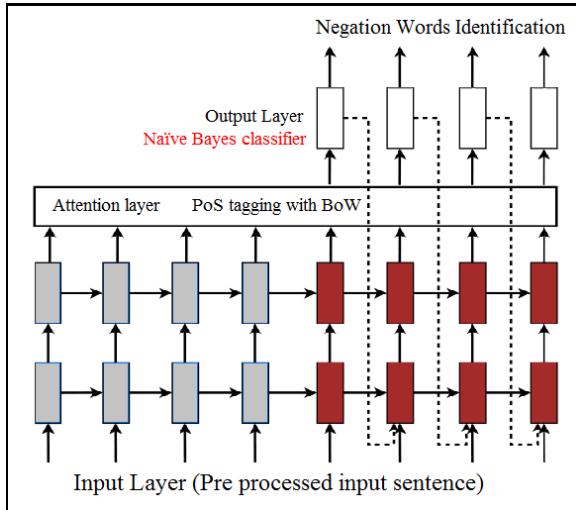 Negation Words Identification
Output Layer
Naïve Bayes classifier
Attention layer PoS tagging with BoW
Input Layer (Pre processed input sentence)